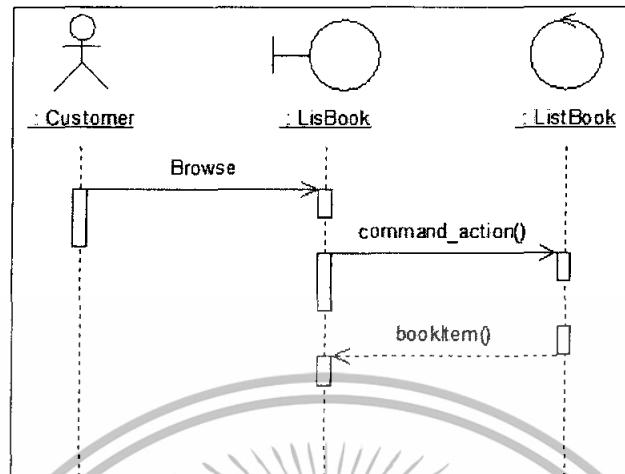 : Customer
: LisBook
: ListBook
Browse
command_action()
bookItem()